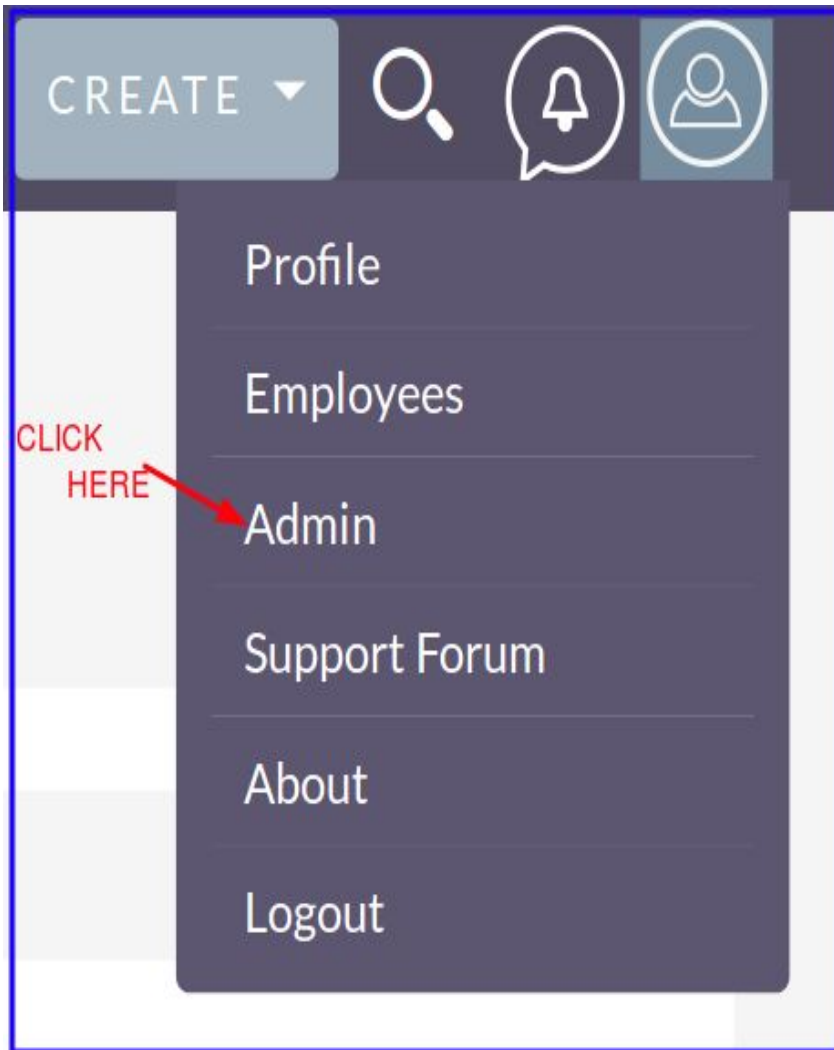 CREATE
Profile
Employees
CLICK
HERE
Admin
Support Forum
About
Logout